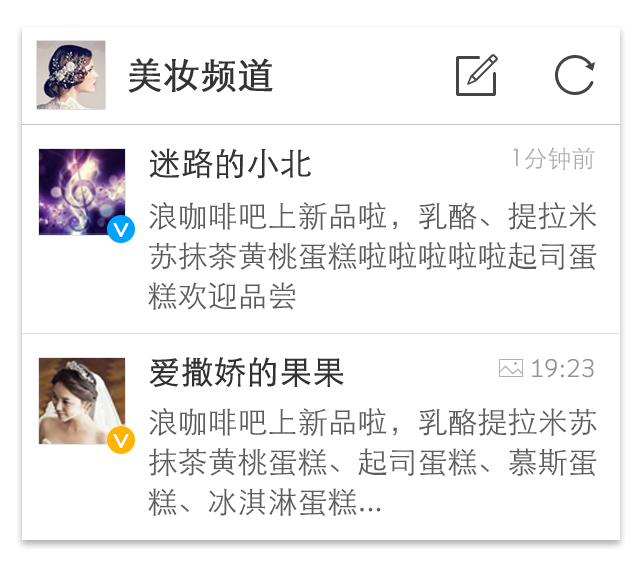 美妆频道
迷路的小北
1分钟前
浪咖啡吧上新品啦，乳酪、提拉米
苏抹茶黄桃蛋糕啦啦啦啦啦起司蛋
糕欢迎品尝
爱撒娇的果果
19:23
浪咖啡吧上新品啦，乳酪提拉米苏
抹茶黄桃蛋糕、起司蛋糕、慕斯蛋
糕、冰淇淋蛋糕...